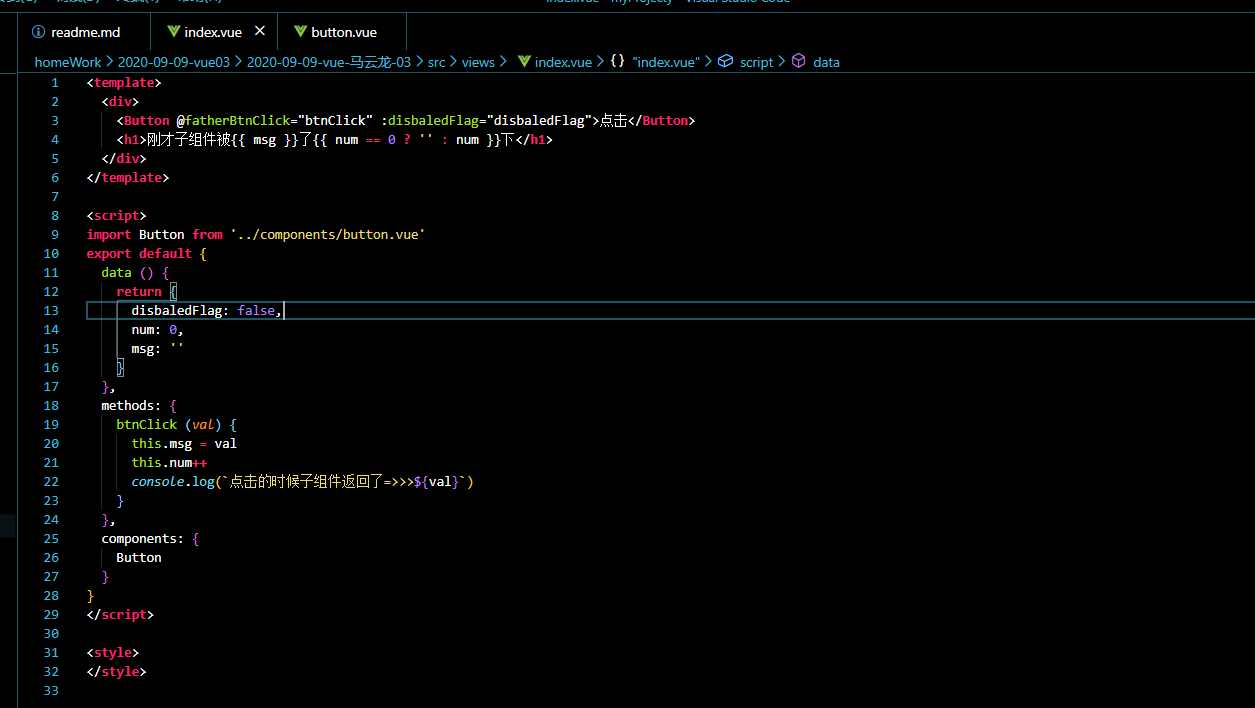 index.vue - myProjecty - Visual Studio Code
readme.md index.vue button.vue
homeWork > 2020-09-09-vue03 > 2020-09-09-vue-马云龙-03 > src > views > index.vue > {} "index.vue" > script > data
1 <template>
2 <div>
3 <Button @fatherBtnClick="btnClick" :disbaledFlag="disbaledFlag">点击</Button>
4 <h1>刚才子组件被{{ msg }}了{{ num == 0 ? '' : num }}下</h1>
5 </div>
6 </template>
7
8 <script>
9 import Button from '../components/button.vue'
10 export default {
11 data () {
12 return {
13 disbaledFlag: false,
14 num: 0,
15 msg: ''
16 }
17 },
18 methods: {
19 btnClick (val) {
20 this.msg = val
21 this.num++
22 console.log(`点击的时候子组件返回了=>>>${val}`)
23 }
24 },
25 components: {
26 Button
27 }
28 }
29 </script>
30
31 <style>
32 </style>
33